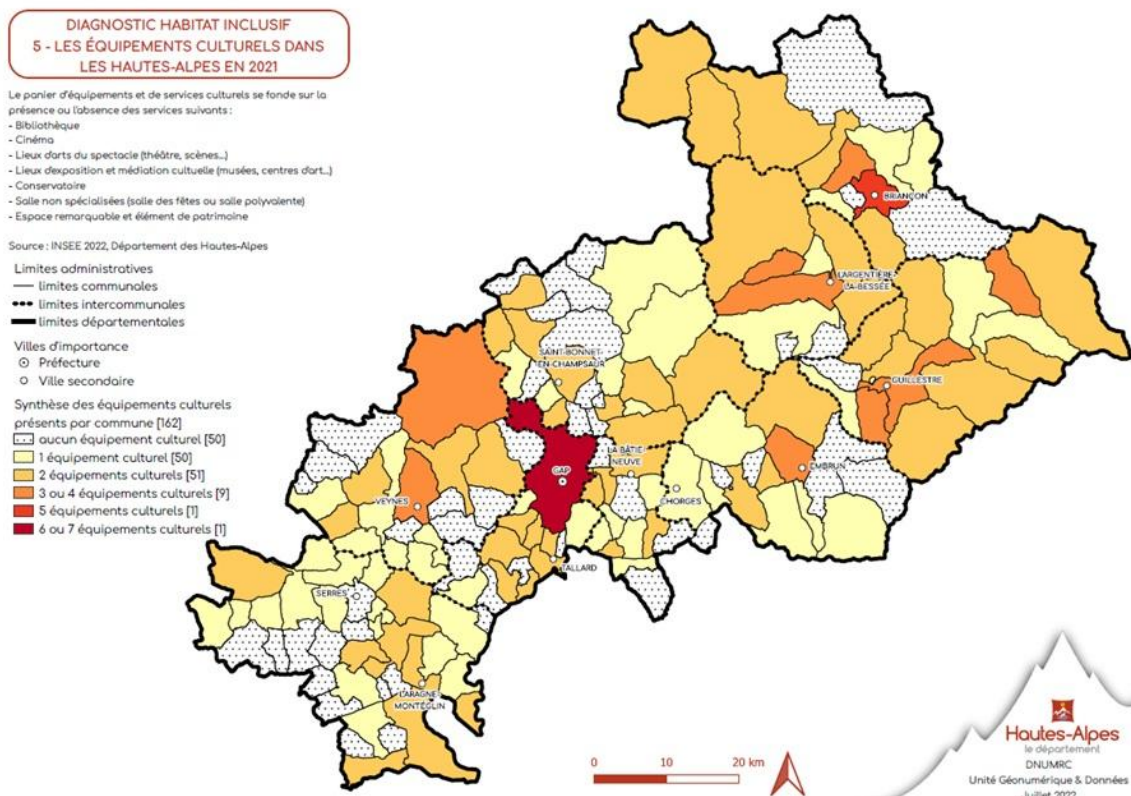 DIAGNOSTIC HABITAT INCLUSIF
5 - LES ÉQUIPEMENTS CULTURELS DANS
LES HAUTES-ALPES EN 2021
Le panier d'équipements et de services culturels se fonde sur la
présence ou l'absence des services suivants :
- Bibliothèque
- Cinéma
- Lieux d'arts du spectacle (théâtre, scènes...)
- Lieux d'exposition et médiation cultuelle (musées, centres d'art...)
- Conservatoire
- Salle non spécialisées (salle des fêtes ou salle polyvalente)
- Espace remarquable et élément de patrimoine
Source : INSEE 2022, Département des Hautes-Alpes
Limites administratives
limites communales
limites intercommunales
limites départementales
Villes d'importance
Préfecture
Ville secondaire
Synthèse des équipements culturels
présents par commune [162]
aucun équipement culturel [50]
1 équipement culturel [50]
2 équipements culturels [51]
3 ou 4 équipements culturels [9]
5 équipements culturels [1]
6 ou 7 équipements culturels [1]
BRIANÇON
L'ARGENTIÈRE-
LA-BESSÉE
SAINT-BONNET-
EN-CHAMPSAUR
GUILLESTRE
LA BÂTIE-
NEUVE
EMBRUN
GAP
CHORGES
VEYNES
TALLARD
SERRES
LARAGNE-
MONTÉGLIN
0 10 20 km
Hautes-Alpes
le département
DNUMRC
Unité Géonumérique & Données
Juillet 2022